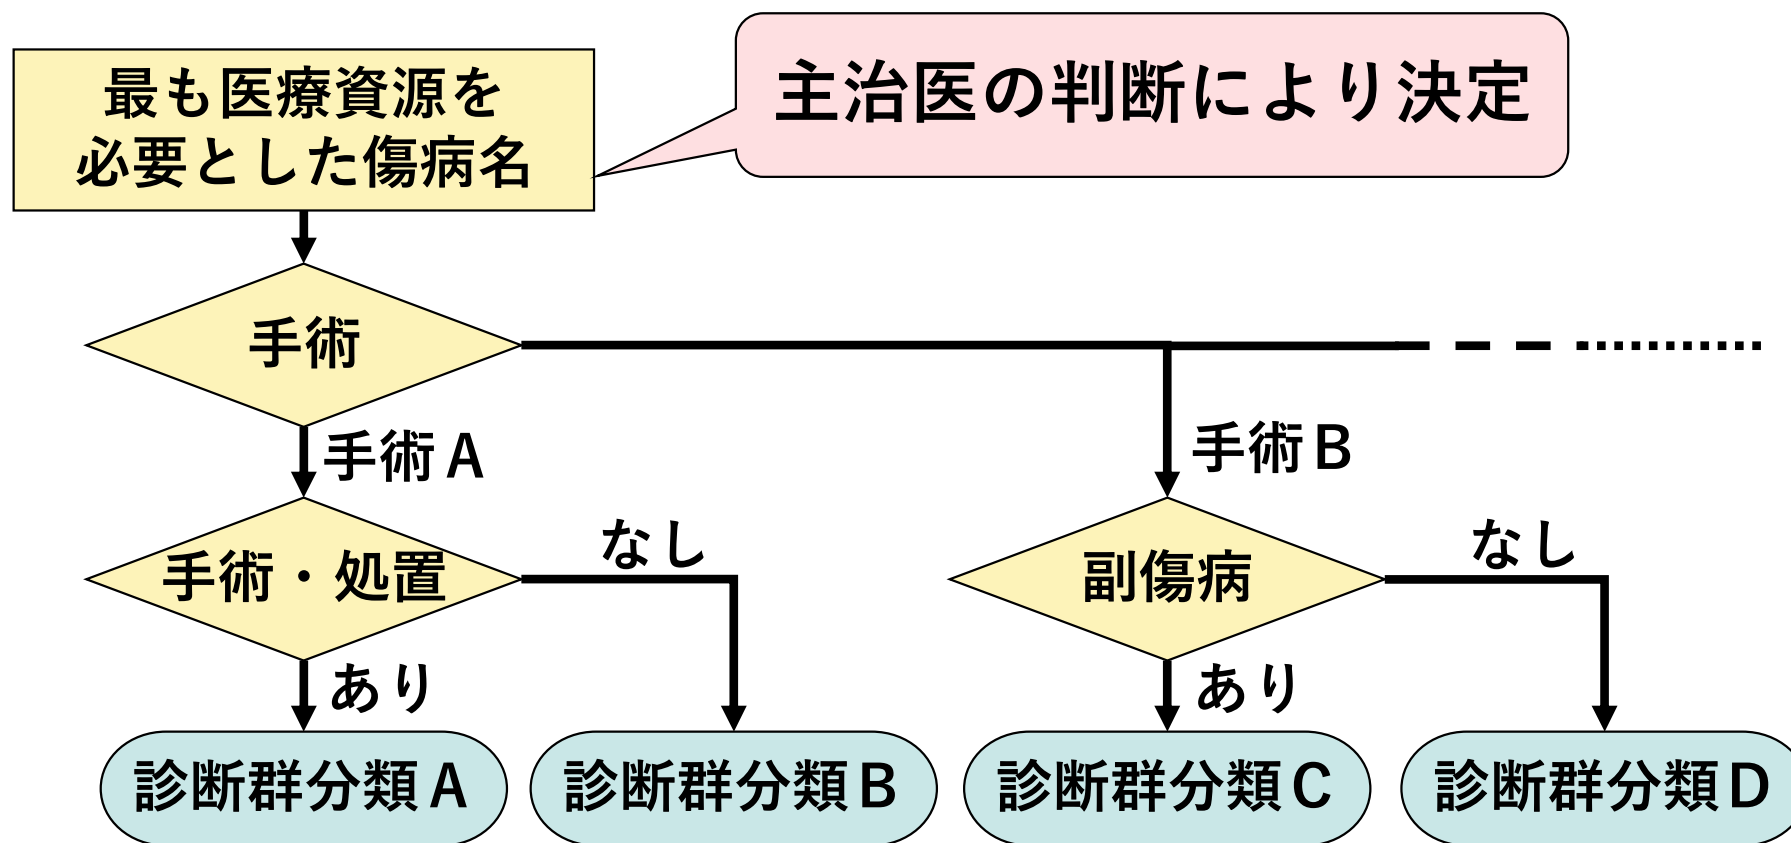 最も医療資源を
必要とした傷病名
主治医の判断により決定
手術
手術A
手術B
手術・処置
なし
副傷病
なし
あり
あり
診断群分類A
診断群分類B
診断群分類C
診断群分類D